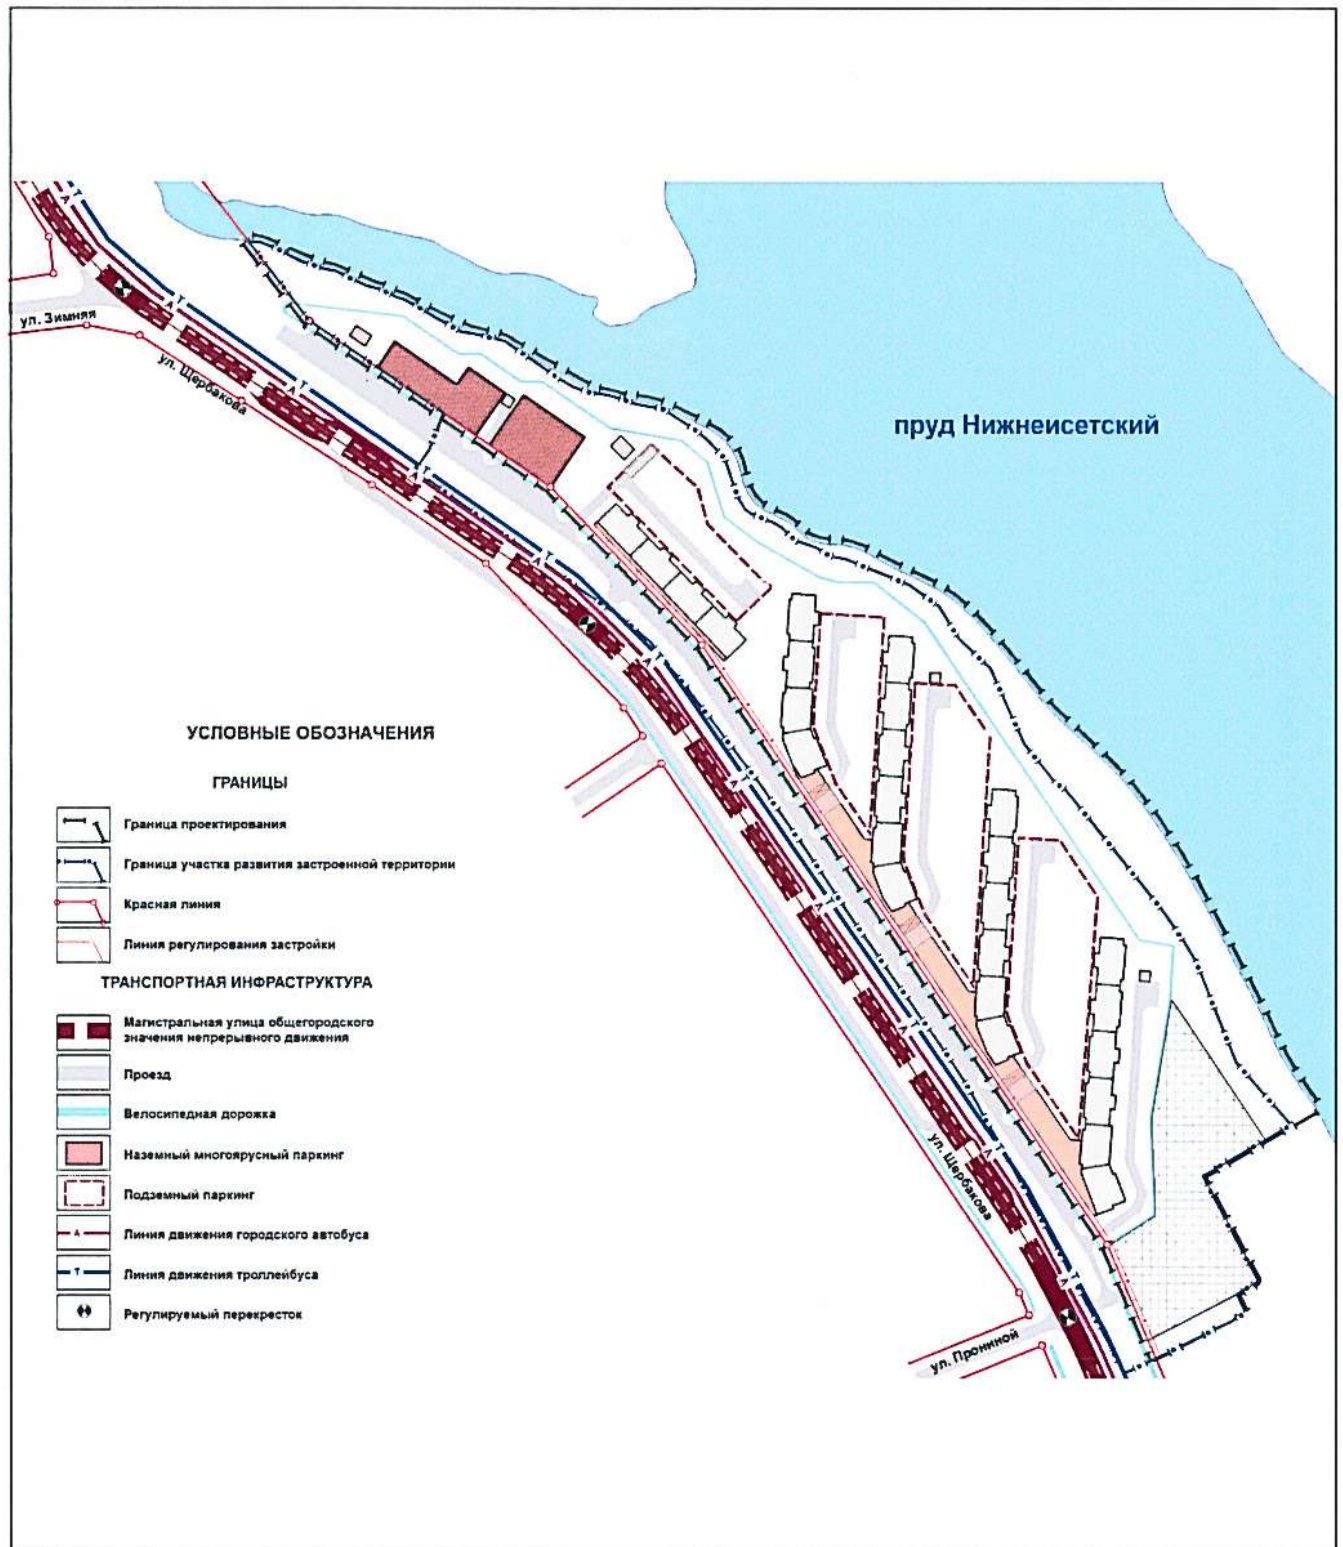 ул. Зимняя
ул. Щербакова
пруд Нижнеисетский
УСЛОВНЫЕ ОБОЗНАЧЕНИЯ
ГРАНИЦЫ
Граница проектирования
Граница участка развития застроенной территории
Красная линия
Линия регулирования застройки
ТРАНСПОРТНАЯ ИНФРАСТРУКТУРА
Магистральная улица общегородского
значения непрерывного движения
Проезд
Велосипедная дорожка
Наземный многоярусный паркинг
Подземный паркинг
А Линия движения городского автобуса
Т Линия движения троллейбуса
Регулируемый перекресток
ул. Щербакова
ул. Прониной